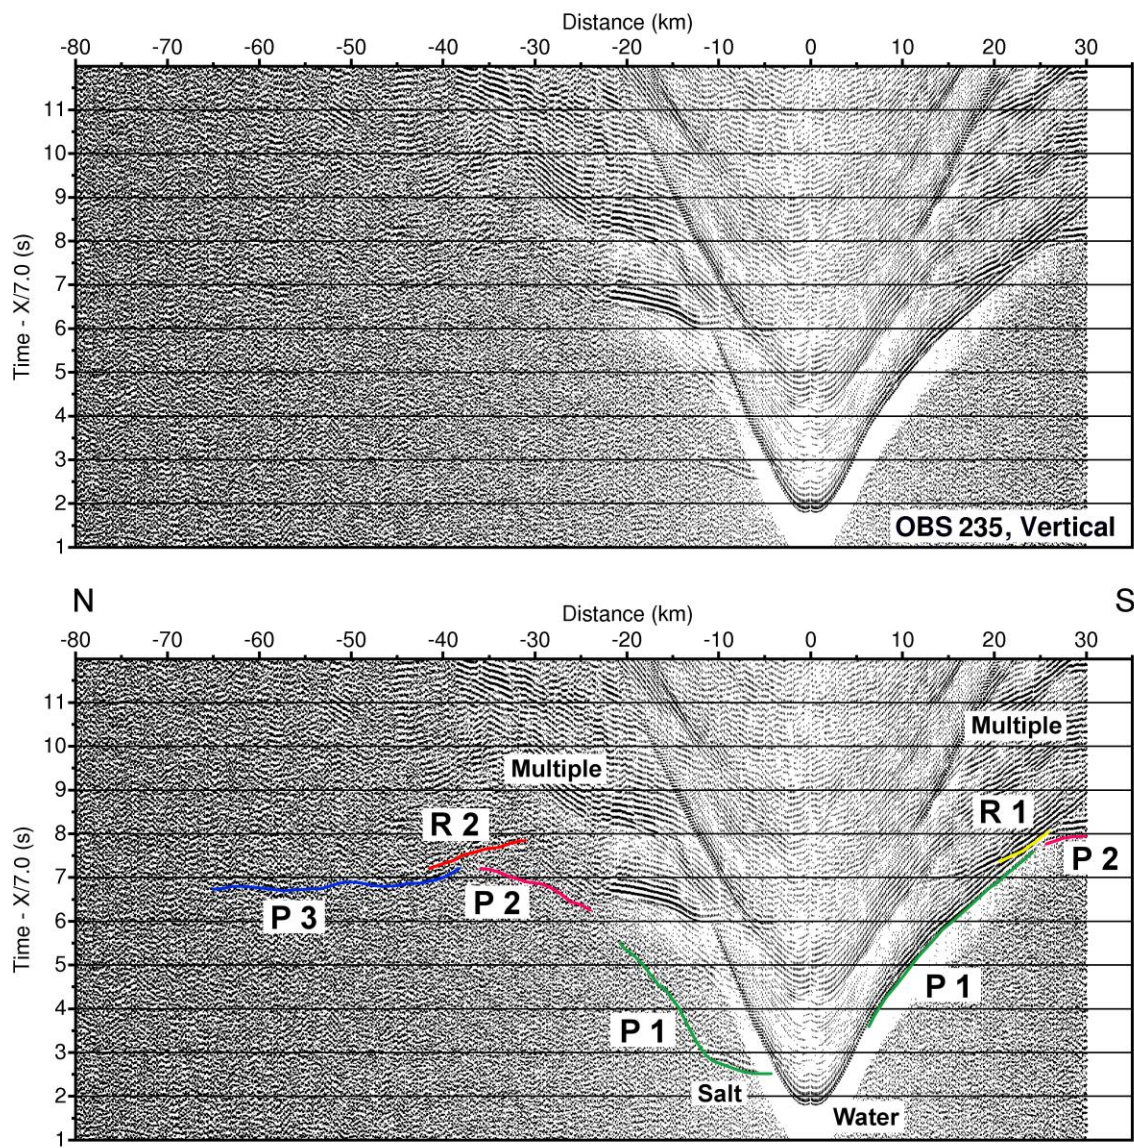 Distance (km)
-80 -70 -60 -50 -40 -30 -20 -10 0 10 20 30
11
10
9
8
7
6
5
4
3
2
1
Time - X/7.0 (s)
OBS 235, Vertical
N S
Distance (km)
-80 -70 -60 -50 -40 -30 -20 -10 0 10 20 30
11
10
9
8
7
6
5
4
3
2
1
Time - X/7.0 (s)
Multiple
Multiple
R 2
R 1
P 2
P 2
P 3
P 1
P 1
Salt
Water